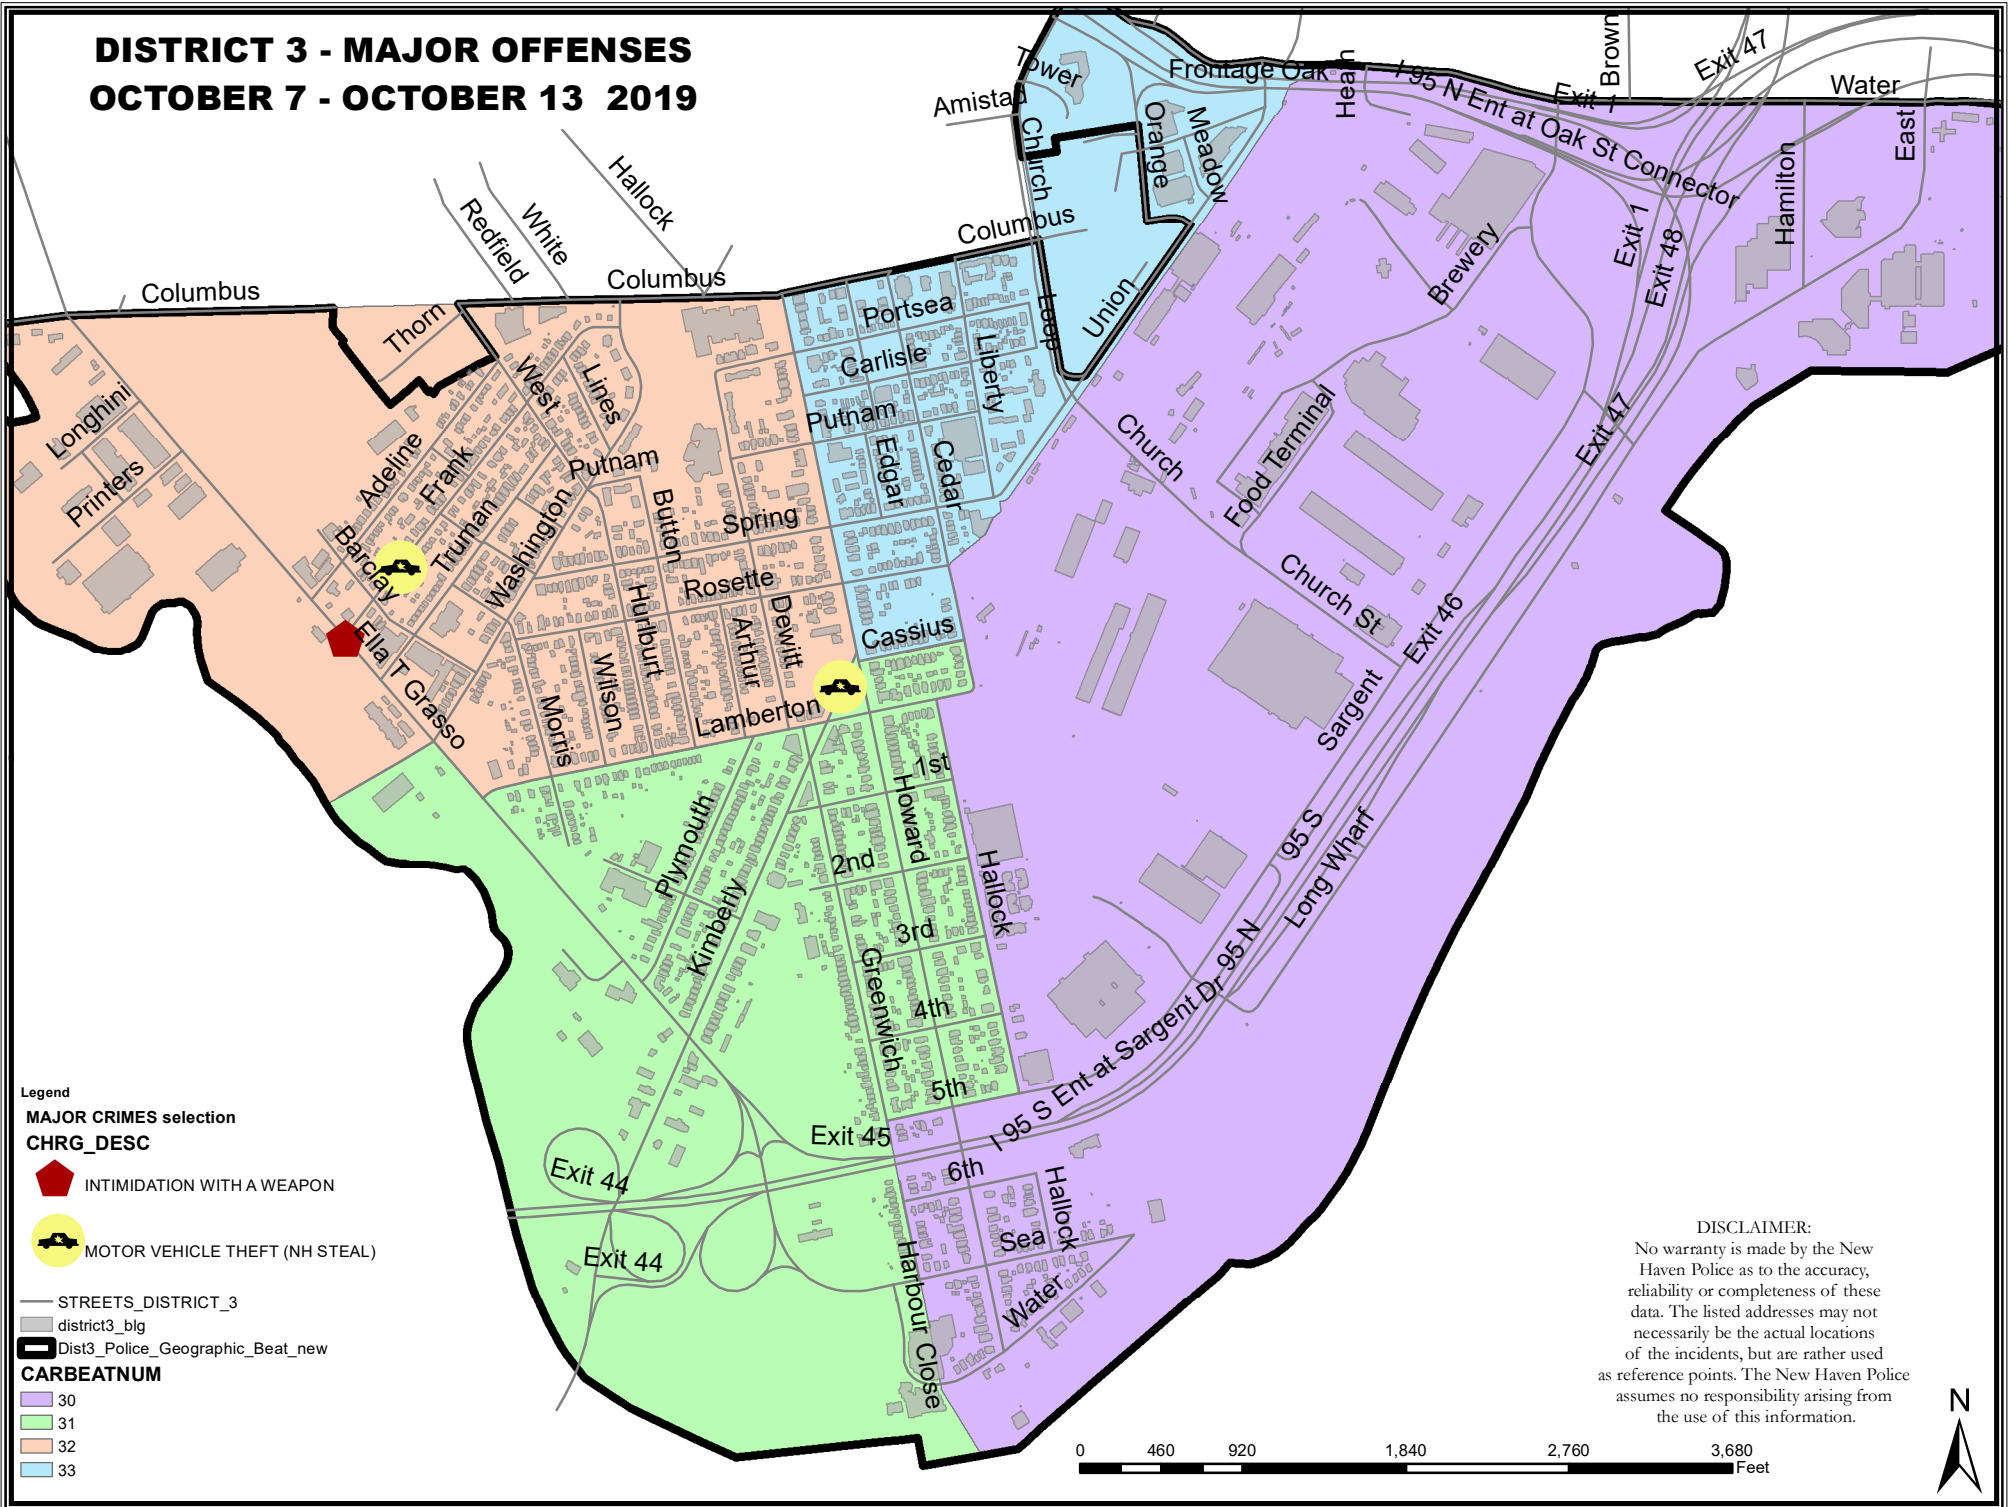 DISTRICT 3 - MAJOR OFFENSES
OCTOBER 7 - OCTOBER 13 2019
Tower
Amistad
Church
Frontage
Oak
Heath
I 95 N Ent at Oak St Connector
Exit 1
Brown
Exit 47
Water
East
Hamilton
Orange
Meadow
Hallock
White
Redfield
Columbus
Columbus
Columbus
Thorn
Portsea
Carlisle
Putnam
Liberty
Loop
Union
Brewery
Exit 1
Exit 48
Longhini
Printers
Adeline
Frank
Truman
Barclay
West
Lines
Washington
Putnam
Button
Spring
Rosette
Edgar
Cedar
Church
Food Terminal
Exit 47
Church St
Exit 46
Sargent
Ella T Grasso
Hurlburt
Arthur
Dewitt
Cassius
Wilson
Morris
Lamberton
1st
Howard
2nd
Plymouth
Kimberly
3rd
Hallock
Greenwich
4th
5th
95 S
Long Wharf
95 N
I 95 S Ent at Sargent Dr
Exit 45
Exit 44
Exit 44
6th
Hallock
Sea
Water
Harbour Close
Legend
MAJOR CRIMES selection
CHRG_DESC
INTIMIDATION WITH A WEAPON
MOTOR VEHICLE THEFT (NH STEAL)
STREETS_DISTRICT_3
district3_blg
Dist3_Police_Geographic_Beat_new
CARBEATNUM
30
31
32
33
DISCLAIMER:
No warranty is made by the New
Haven Police as to the accuracy,
reliability or completeness of these
data. The listed addresses may not
necessarily be the actual locations
of the incidents, but are rather used
as reference points. The New Haven Police
assumes no responsibility arising from
the use of this information.
N
0 460 920 1,840 2,760 3,680
Feet